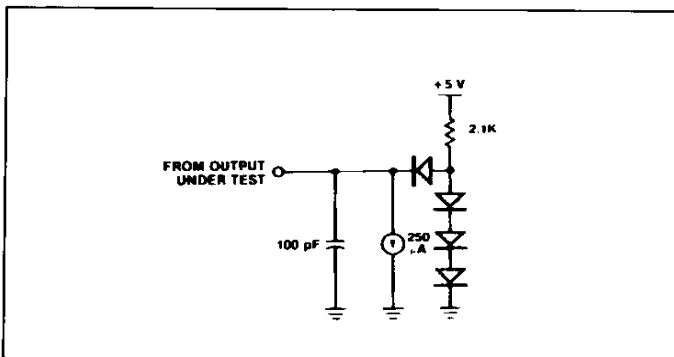 +5 V
2.1K
FROM OUTPUT
UNDER TEST
100 pF
250
µA